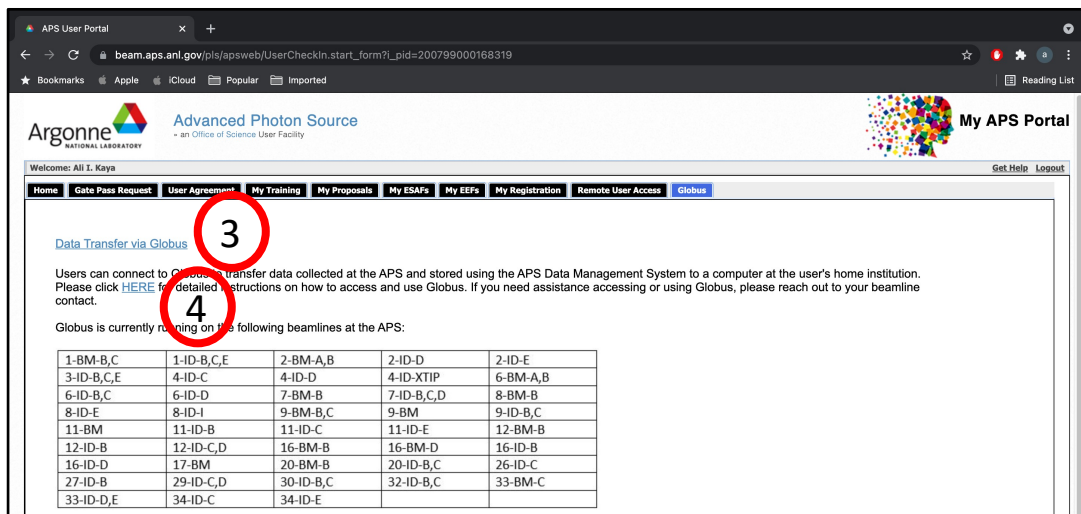 APS User Portal
beam.aps.anl.gov/pls/apsweb/UserCheckIn.start_form?i_pid=200799000168319
a
Bookmarks Apple iCloud Popular Imported Reading List
Argonne NATIONAL LABORATORY
Advanced Photon Source
- an Office of Science User Facility
My APS Portal
Welcome: Ali I. Kaya Get Help Logout
Home Gate Pass Request User Agreement My Training My Proposals My ESAFs My EEFs My Registration Remote User Access Globus
3
Data Transfer via Globus
Users can connect to Globus to transfer data collected at the APS and stored using the APS Data Management System to a computer at the user's home institution.
Please click HERE for detailed instructions on how to access and use Globus. If you need assistance accessing or using Globus, please reach out to your beamline
contact.
4
Globus is currently running on the following beamlines at the APS:
1-BM-B,C 1-ID-B,C,E 2-BM-A,B 2-ID-D 2-ID-E
3-ID-B,C,E 4-ID-C 4-ID-D 4-ID-XTIP 6-BM-A,B
6-ID-B,C 6-ID-D 7-BM-B 7-ID-B,C,D 8-BM-B
8-ID-E 8-ID-I 9-BM-B,C 9-BM 9-ID-B,C
11-BM 11-ID-B 11-ID-C 11-ID-E 12-BM-B
12-ID-B 12-ID-C,D 16-BM-B 16-BM-D 16-ID-B
16-ID-D 17-BM 20-BM-B 20-ID-B,C 26-ID-C
27-ID-B 29-ID-C,D 30-ID-B,C 32-ID-B,C 33-BM-C
33-ID-D,E 34-ID-C 34-ID-E